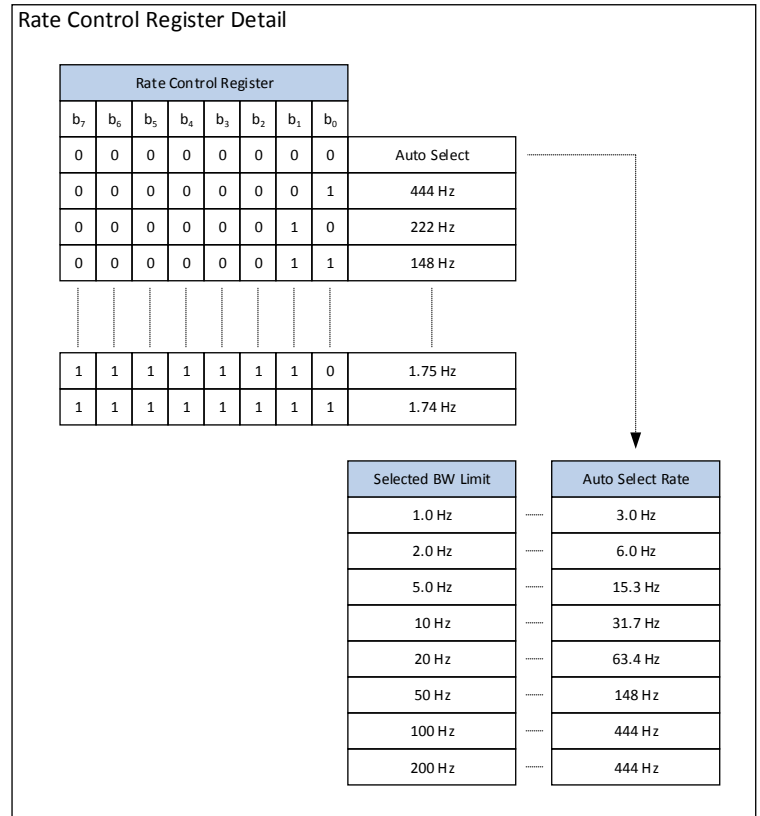 Rate Control Register Detail
Rate Control Register
b₇ b₆ b₅ b₄ b₃ b₂ b₁ b₀
0 0 0 0 0 0 0 0 Auto Select
0 0 0 0 0 0 0 1 444 Hz
0 0 0 0 0 0 1 0 222 Hz
0 0 0 0 0 0 1 1 148 Hz
1 1 1 1 1 1 1 0 1.75 Hz
1 1 1 1 1 1 1 1 1.74 Hz
Selected BW Limit Auto Select Rate
1.0 Hz 3.0 Hz
2.0 Hz 6.0 Hz
5.0 Hz 15.3 Hz
10 Hz 31.7 Hz
20 Hz 63.4 Hz
50 Hz 148 Hz
100 Hz 444 Hz
200 Hz 444 Hz